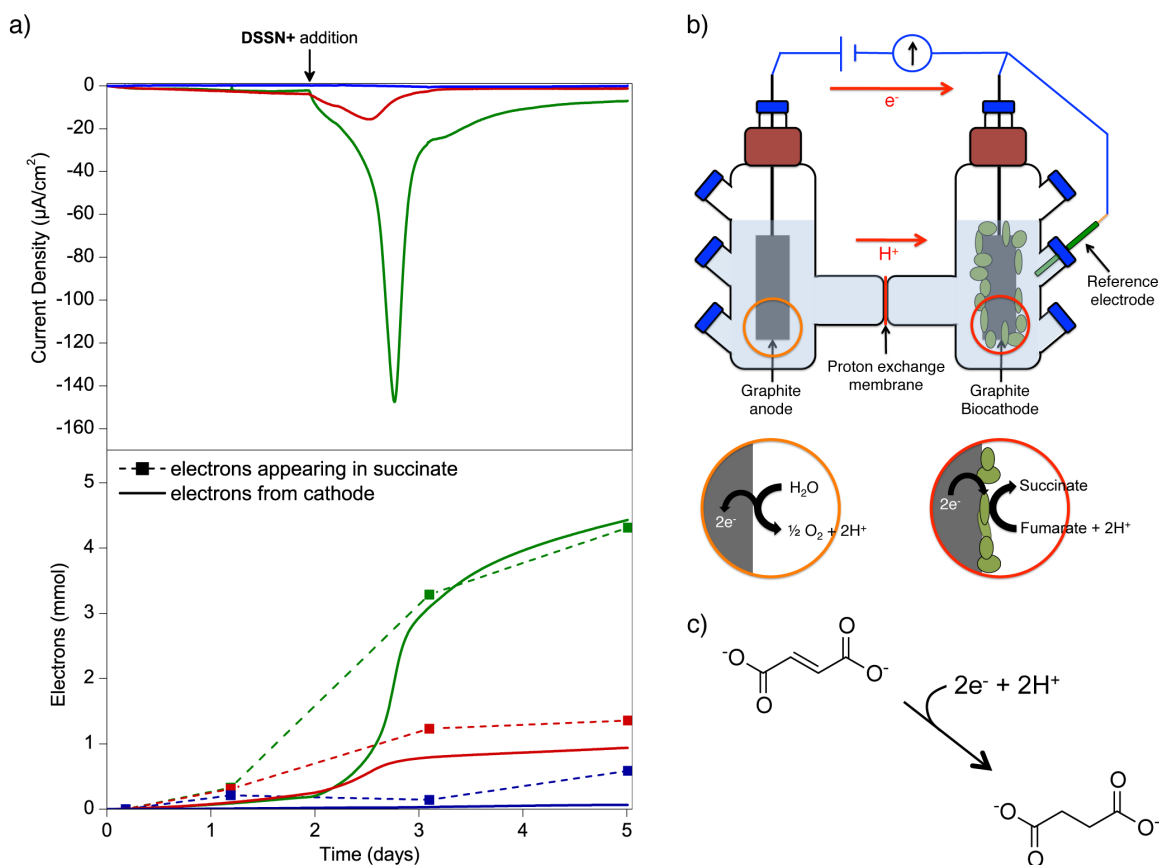 a)
DSSN+ addition
0
-20
-40
-60
-80
-100
-120
-140
-160
Current Density (µA/cm²)
electrons appearing in succinate
electrons from cathode
5
4
3
2
1
0
Electrons (mmol)
0 1 2 3 4 5
Time (days)
b)
e⁻
H⁺
Reference
electrode
Graphite
anode
Proton exchange
membrane
Graphite
Biocathode
2e⁻
H₂O
½ O₂ + 2H⁺
2e⁻
Succinate
Fumarate + 2H⁺
c)
⁻O
O
O
O⁻
2e⁻ + 2H⁺
⁻O
O
O
O⁻